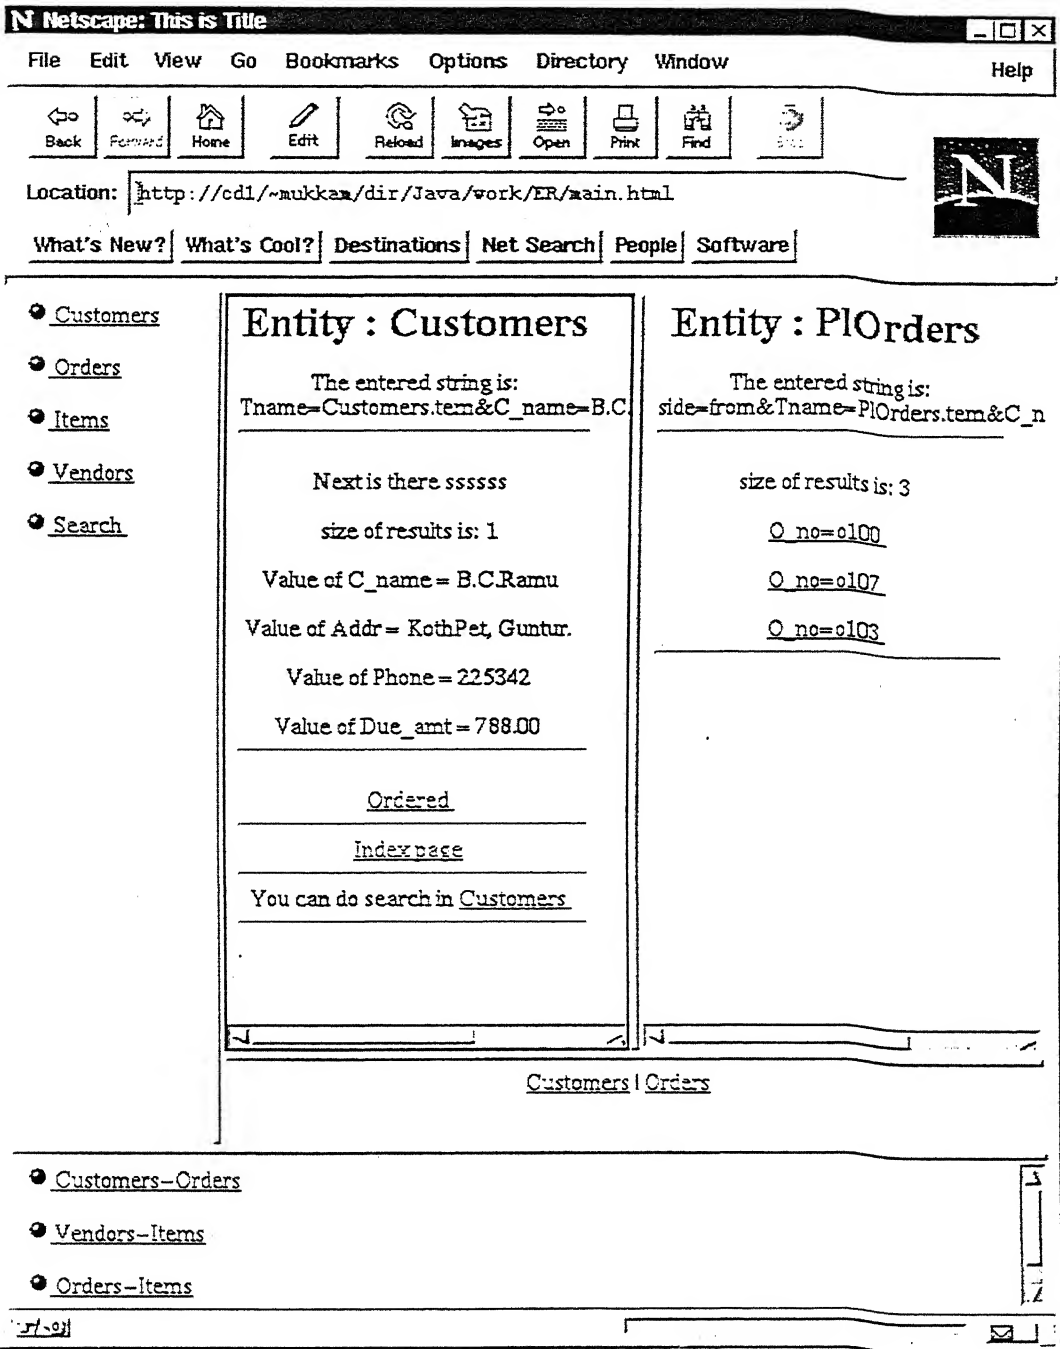 N Netscape: This is Title
File Edit View Go Bookmarks Options Directory Window Help
Back Forward Home Edit Reload Images Open Print Find
N
Location: http://cd1/~mukkam/dir/Java/work/ER/main.html
What's New? What's Cool? Destinations Net Search People Software
Customers
Orders
Items
Vendors
Search
Entity : Customers
The entered string is:
Tname=Customers.tem&C_name=B.C.
Next is there ssssss
size of results is: 1
Value of C_name = B.C.Ramu
Value of Addr = KothPet, Guntur.
Value of Phone = 225342
Value of Due_amt = 788.00
Ordered
Index page
You can do search in Customers
Entity : PlOrders
The entered string is:
side=from&Tname=PlOrders.tem&C_n
size of results is: 3
O_no=o100
O_no=o107
O_no=o103
Customers | Orders
Customers-Orders
Vendors-Items
Orders-Items